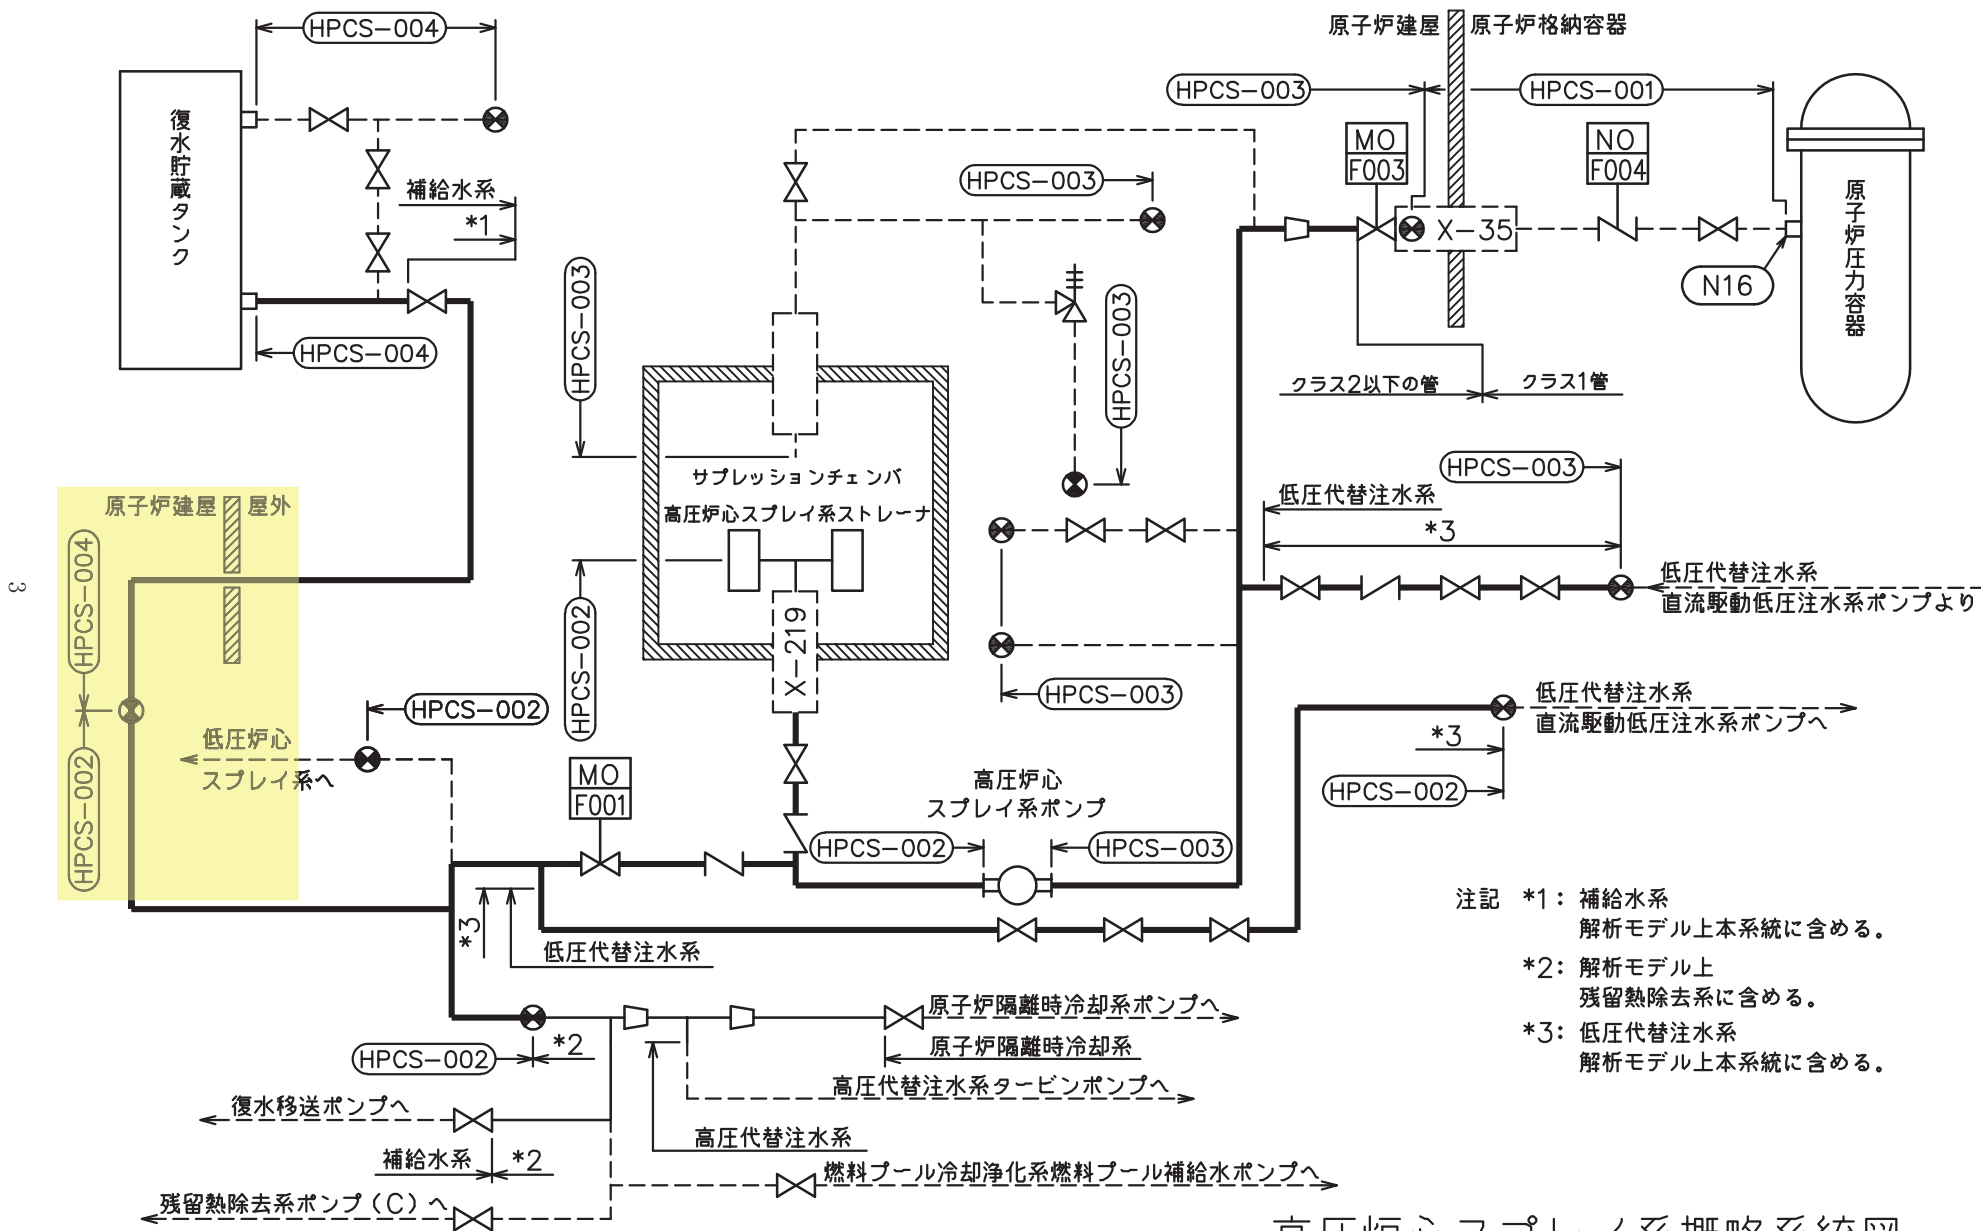 HPCS-004
復水貯蔵タンク
補給水系
*1
HPCS-004
原子炉建屋
原子炉格納容器
HPCS-003
HPCS-001
MO
F003
NO
F004
X-35
N16
原子炉圧力容器
クラス2以下の管
クラス1管
HPCS-003
HPCS-003
HPCS-003
サプレッションチェンバ
高圧炉心スプレイ系ストレーナ
HPCS-002
X-219
HPCS-003
HPCS-003
低圧代替注水系
*3
低圧代替注水系
直流駆動低圧注水系ポンプより
原子炉建屋
屋外
HPCS-004
HPCS-002
3
HPCS-002
低圧炉心
スプレイ系へ
MO
F001
高圧炉心
スプレイ系ポンプ
HPCS-002
HPCS-003
低圧代替注水系
直流駆動低圧注水系ポンプへ
*3
HPCS-002
*3
低圧代替注水系
HPCS-002
*2
原子炉隔離時冷却系ポンプへ
原子炉隔離時冷却系
高圧代替注水系タービンポンプへ
高圧代替注水系
復水移送ポンプへ
補給水系
*2
燃料プール冷却浄化系燃料プール補給水ポンプへ
残留熱除去系ポンプ(C)へ
注記 *1: 補給水系
解析モデル上本系統に含める。
*2: 解析モデル上
残留熱除去系に含める。
*3: 低圧代替注水系
解析モデル上本系統に含める。
高圧炉心スプレイ系概略系統図